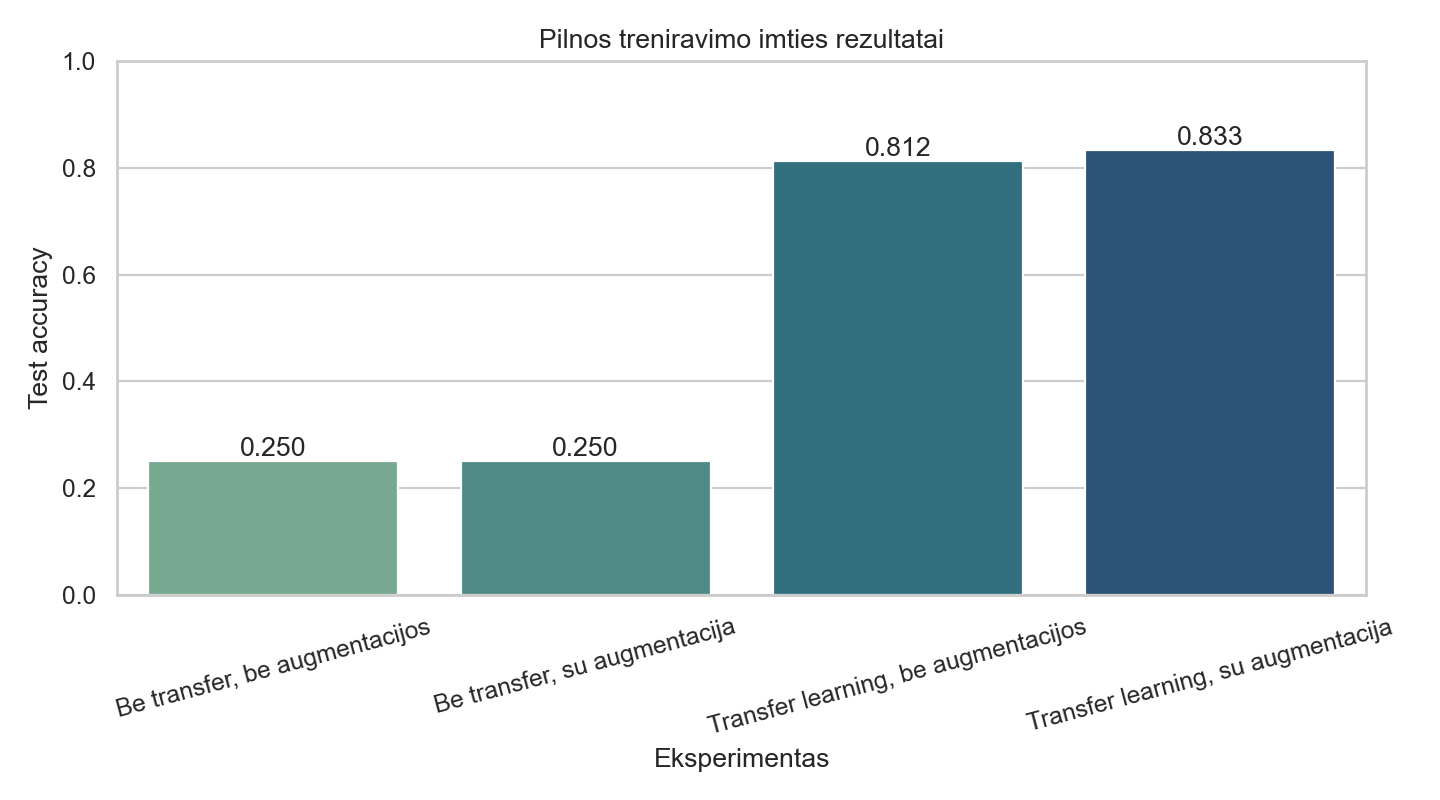 Pilnos treniravimo imties rezultatai
1.0
0.8
0.6
0.4
0.2
0.0
Test accuracy
0.250
0.250
0.812
0.833
Be transfer, be augmentacijos
Be transfer, su augmentacija
Transfer learning, be augmentacijos
Transfer learning, su augmentacija
Eksperimentas